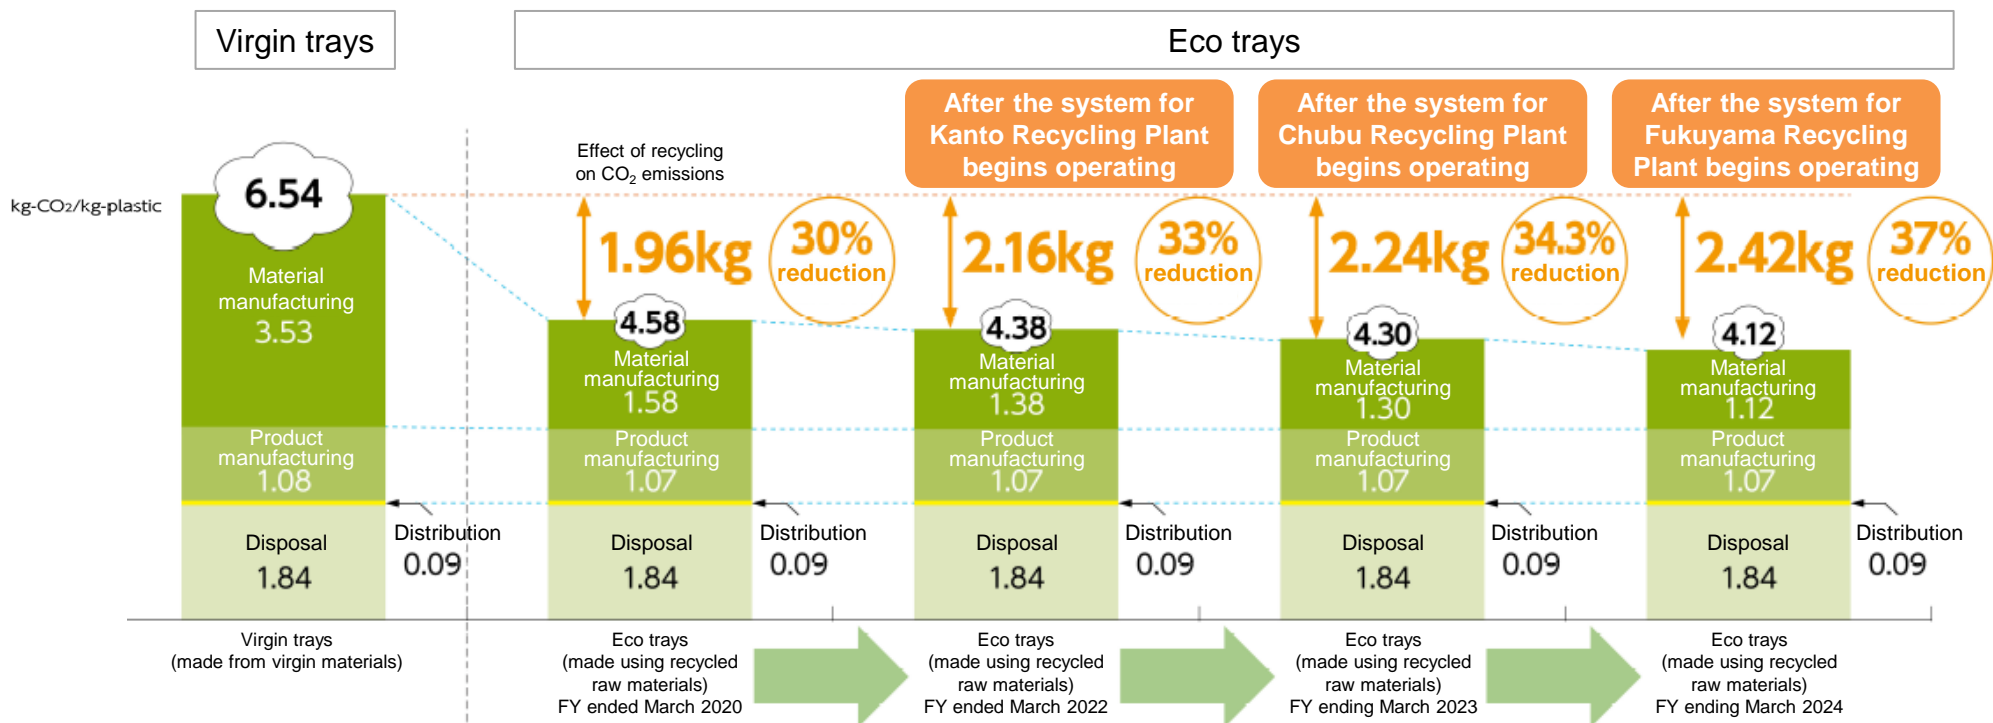 Virgin trays
Eco trays
After the system for
Kanto Recycling Plant
begins operating
After the system for
Chubu Recycling Plant
begins operating
After the system for
Fukuyama Recycling
Plant begins operating
Effect of recycling
on CO2 emissions
kg-CO2/kg-plastic
6.54
Material
manufacturing
3.53
Product
manufacturing
1.08
Disposal
1.84
Distribution
0.09
1.96kg
30%
reduction
4.58
Material
manufacturing
1.58
Product
manufacturing
1.07
Disposal
1.84
Distribution
0.09
2.16kg
33%
reduction
4.38
Material
manufacturing
1.38
Product
manufacturing
1.07
Disposal
1.84
Distribution
0.09
2.24kg
34.3%
reduction
4.30
Material
manufacturing
1.30
Product
manufacturing
1.07
Disposal
1.84
Distribution
0.09
2.42kg
37%
reduction
4.12
Material
manufacturing
1.12
Product
manufacturing
1.07
Disposal
1.84
Distribution
0.09
Virgin trays
(made from virgin materials)
Eco trays
(made using recycled
raw materials)
FY ended March 2020
Eco trays
(made using recycled
raw materials)
FY ended March 2022
Eco trays
(made using recycled
raw materials)
FY ending March 2023
Eco trays
(made using recycled
raw materials)
FY ending March 2024